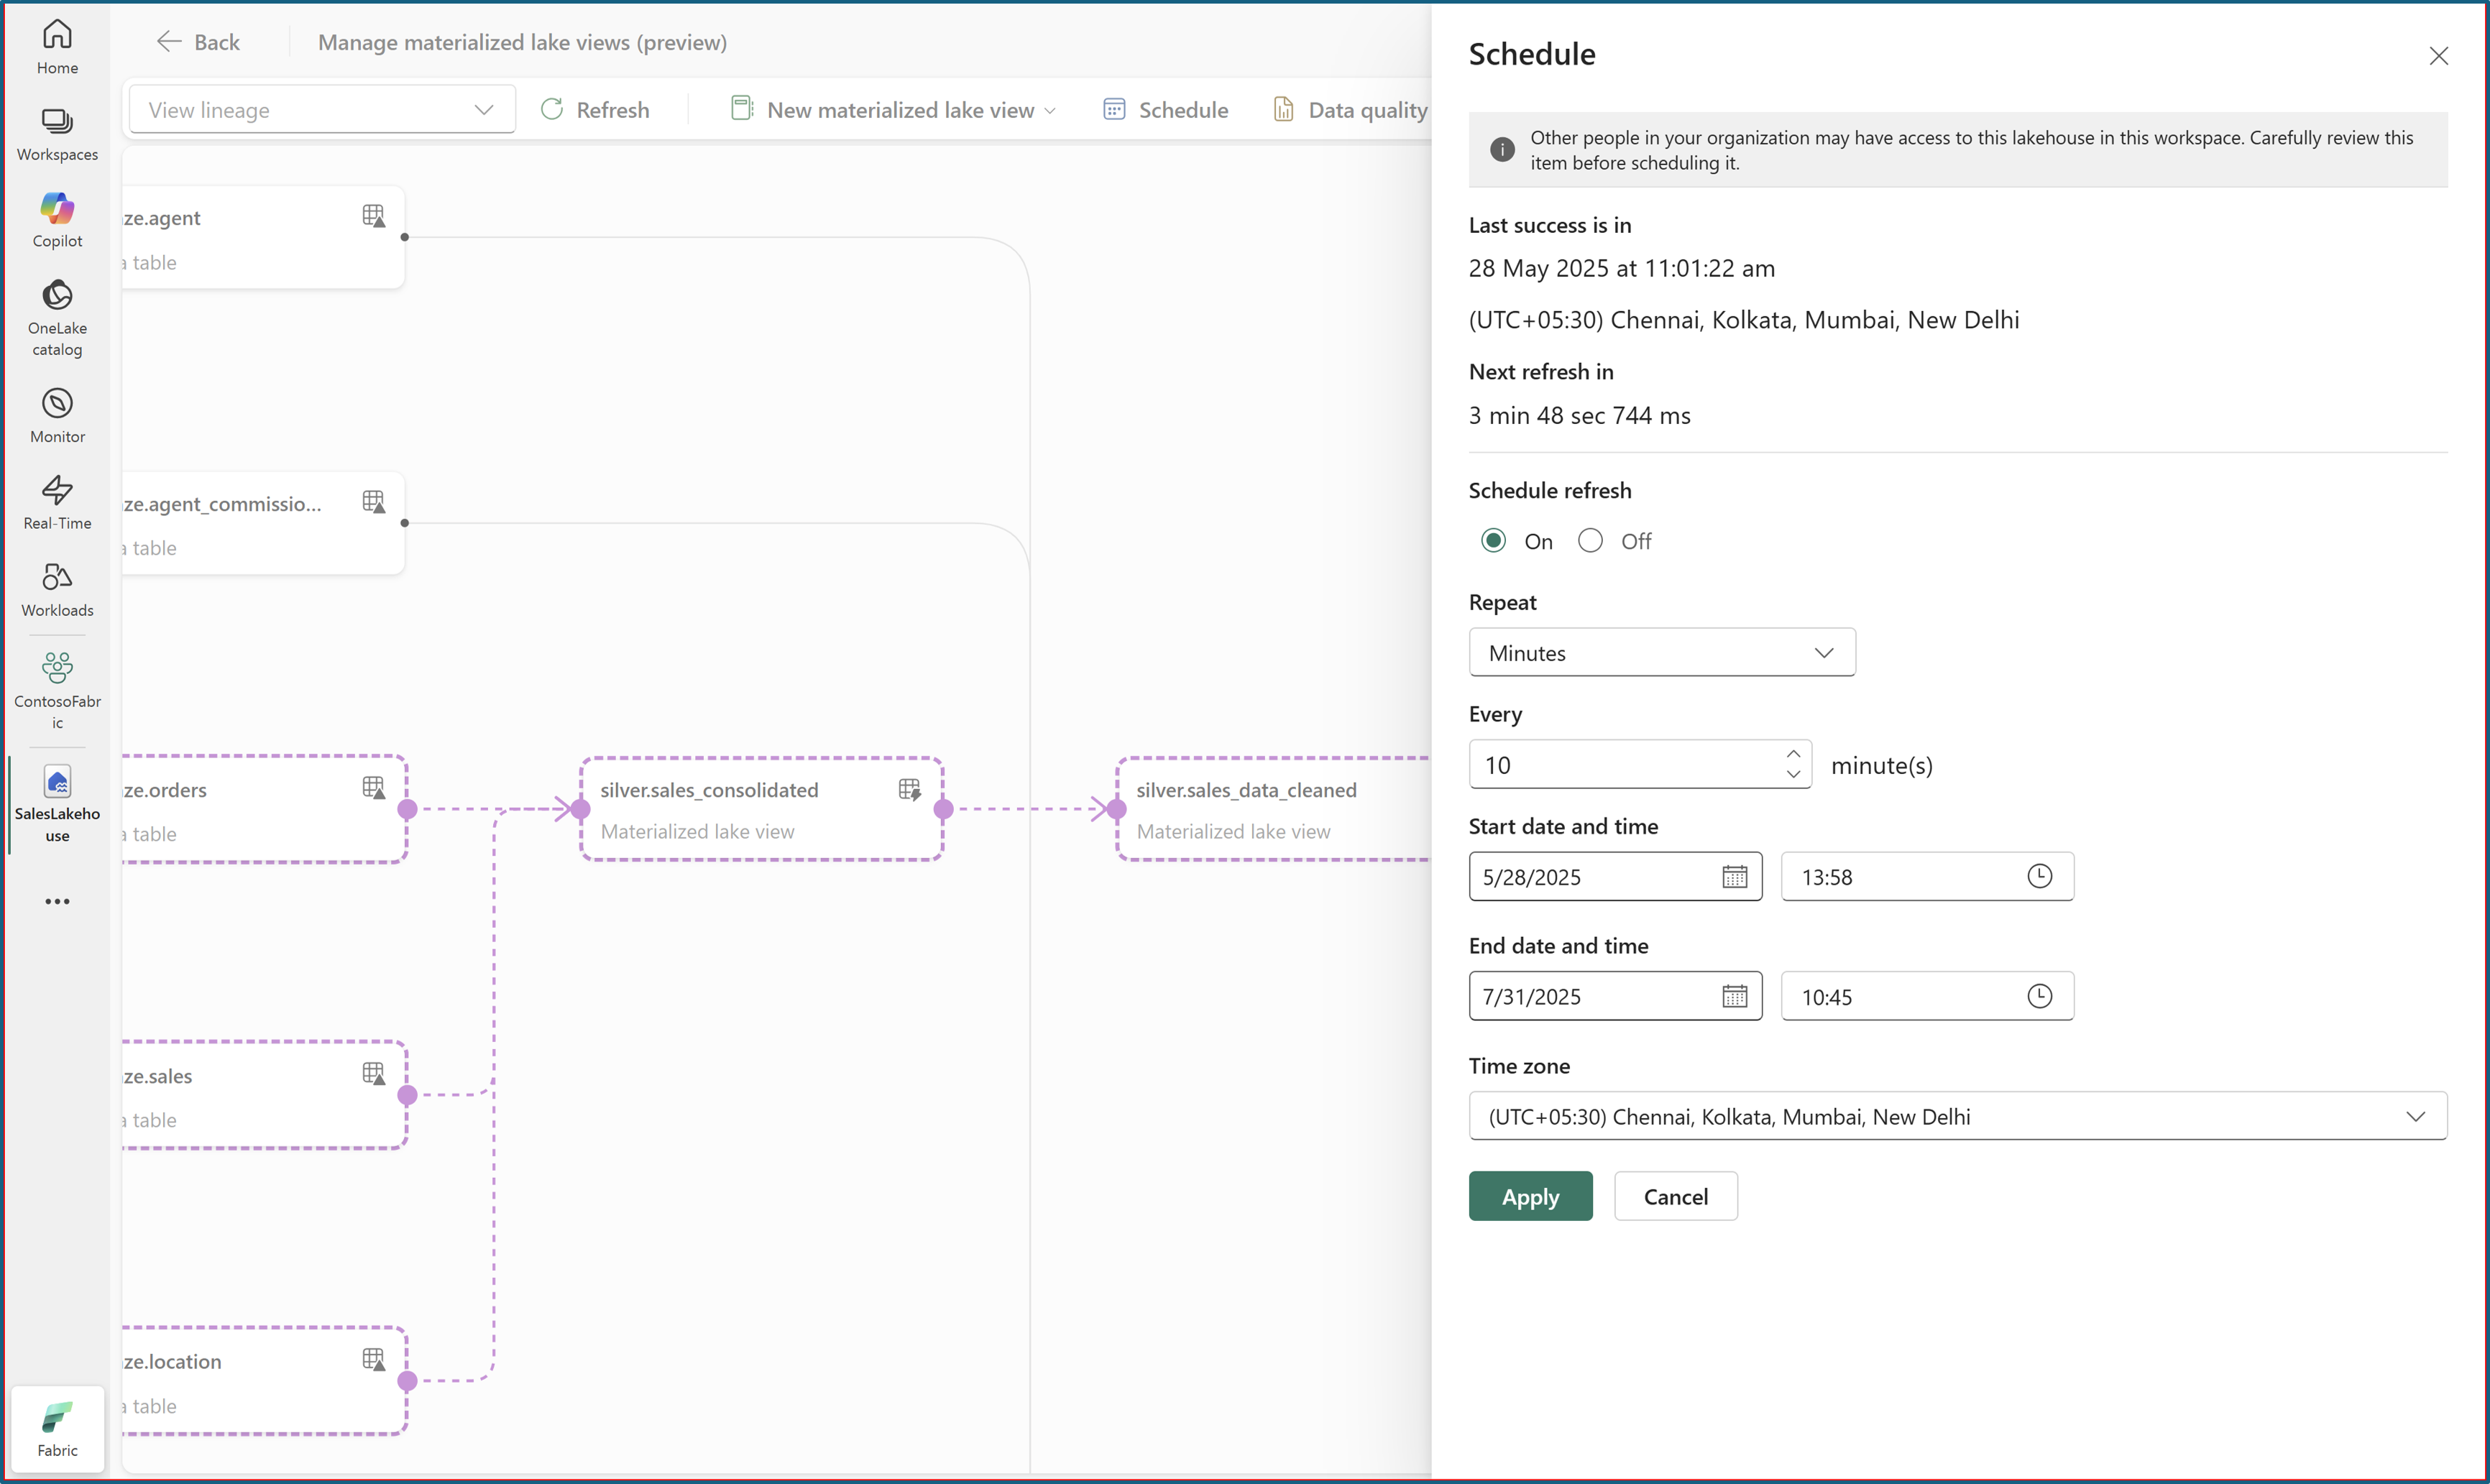 Home
Workspaces
Copilot
OneLake
catalog
Monitor
Real-Time
Workloads
ContosoFabr
ic
SalesLakeho
use
Fabric
Back
Manage materialized lake views (preview)
View lineage
Refresh
New materialized lake view
Schedule
Data quality
ze.agent
a table
ze.agent_commissio...
a table
ze.orders
a table
silver.sales_consolidated
Materialized lake view
silver.sales_data_cleaned
Materialized lake view
ze.sales
a table
ze.location
a table
Schedule
Other people in your organization may have access to this lakehouse in this workspace. Carefully review this
item before scheduling it.
Last success is in
28 May 2025 at 11:01:22 am
(UTC+05:30) Chennai, Kolkata, Mumbai, New Delhi
Next refresh in
3 min 48 sec 744 ms
Schedule refresh
On Off
Repeat
Minutes
Every
10 minute(s)
Start date and time
5/28/2025 13:58
End date and time
7/31/2025 10:45
Time zone
(UTC+05:30) Chennai, Kolkata, Mumbai, New Delhi
Apply Cancel